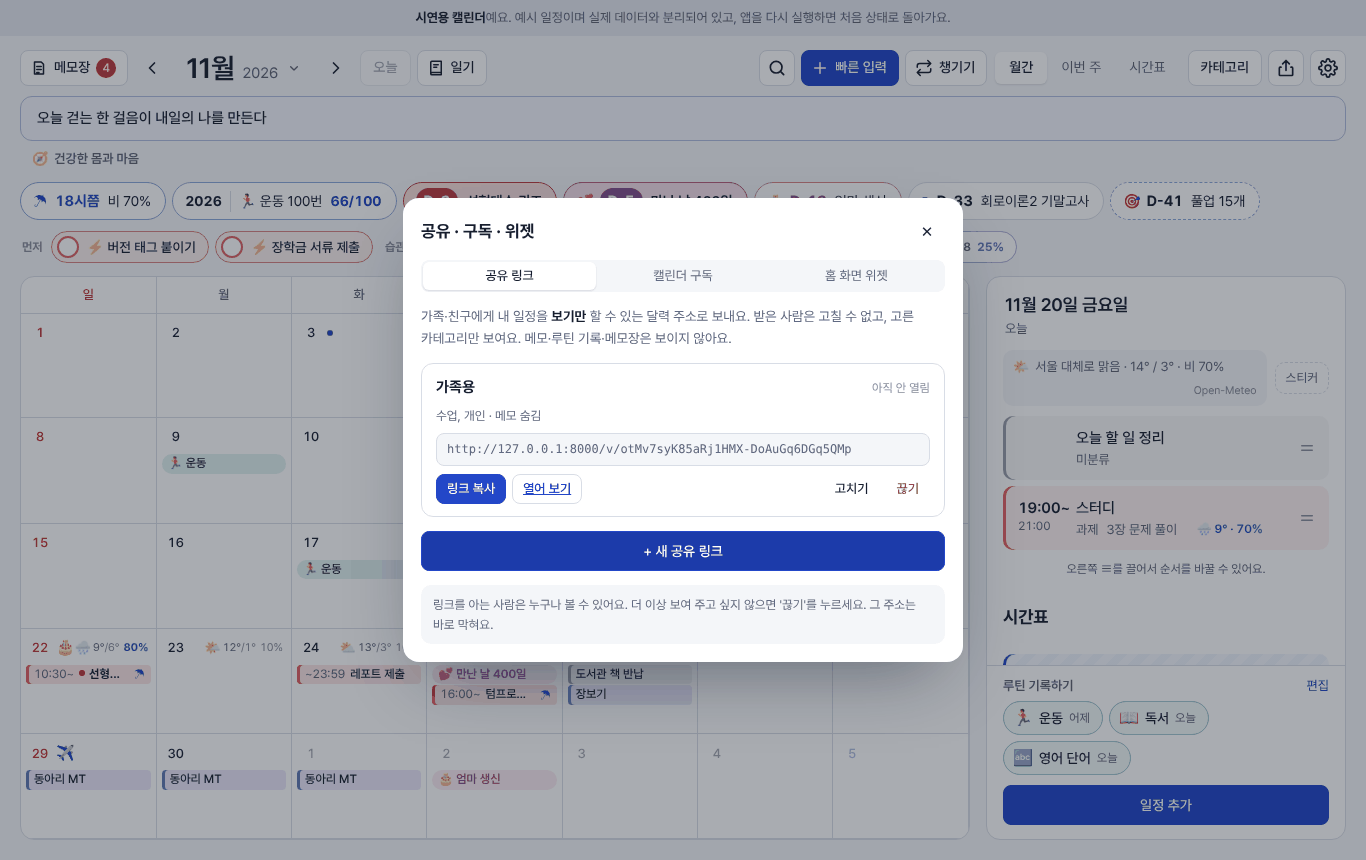 시연용 캘린더예요. 예시 일정이며 실제 데이터와 분리되어 있고, 앱을 다시 실행하면 처음 상태로 돌아가요.
메모장 4
11월 2026
오늘
일기
빠른 입력
챙기기
월간
이번 주
시간표
카테고리
오늘 걷는 한 걸음이 내일의 나를 만든다
건강한 몸과 마음
18시쯤 비 70%
2026 운동 100번 66/100
D-33 회로이론2 기말고사
D-41 풀업 15개
먼저
버전 태그 붙이기
장학금 서류 제출
습관
8 25%
공유 · 구독 · 위젯
×
공유 링크
캘린더 구독
홈 화면 위젯
가족·친구에게 내 일정을 보기만 할 수 있는 달력 주소로 보내요. 받은 사람은 고칠 수 없고, 고른
카테고리만 보여요. 메모·루틴 기록·메모장은 보이지 않아요.
가족용
아직 안 열림
수업, 개인 · 메모 숨김
http://127.0.0.1:8000/v/otMv7syK85aRj1HMX-DoAuGq6DGq5QMp
링크 복사
열어 보기
고치기
끊기
+ 새 공유 링크
링크를 아는 사람은 누구나 볼 수 있어요. 더 이상 보여 주고 싶지 않으면 '끊기'를 누르세요. 그 주소는
바로 막혀요.
일 월 화
1 2 3
8 9 10
운동
15 16 17
운동
22 9°/6° 80%
23 12°/1° 10%
24 13°/3°
10:30~ 선형...
~23:59 레포트 제출
만난 날 400일
도서관 책 반납
16:00~ 텀프로...
장보기
29 30 1 2 3 4 5
동아리 MT
동아리 MT
동아리 MT
엄마 생신
11월 20일 금요일
오늘
서울 대체로 맑음 · 14° / 3° · 비 70%
Open-Meteo
스티커
오늘 할 일 정리
미분류
19:00~ 스터디
21:00 과제 3장 문제 풀이 9° · 70%
오른쪽 ≡를 끌어서 순서를 바꿀 수 있어요.
시간표
루틴 기록하기
편집
운동 어제
독서 오늘
abc 영어 단어 오늘
일정 추가